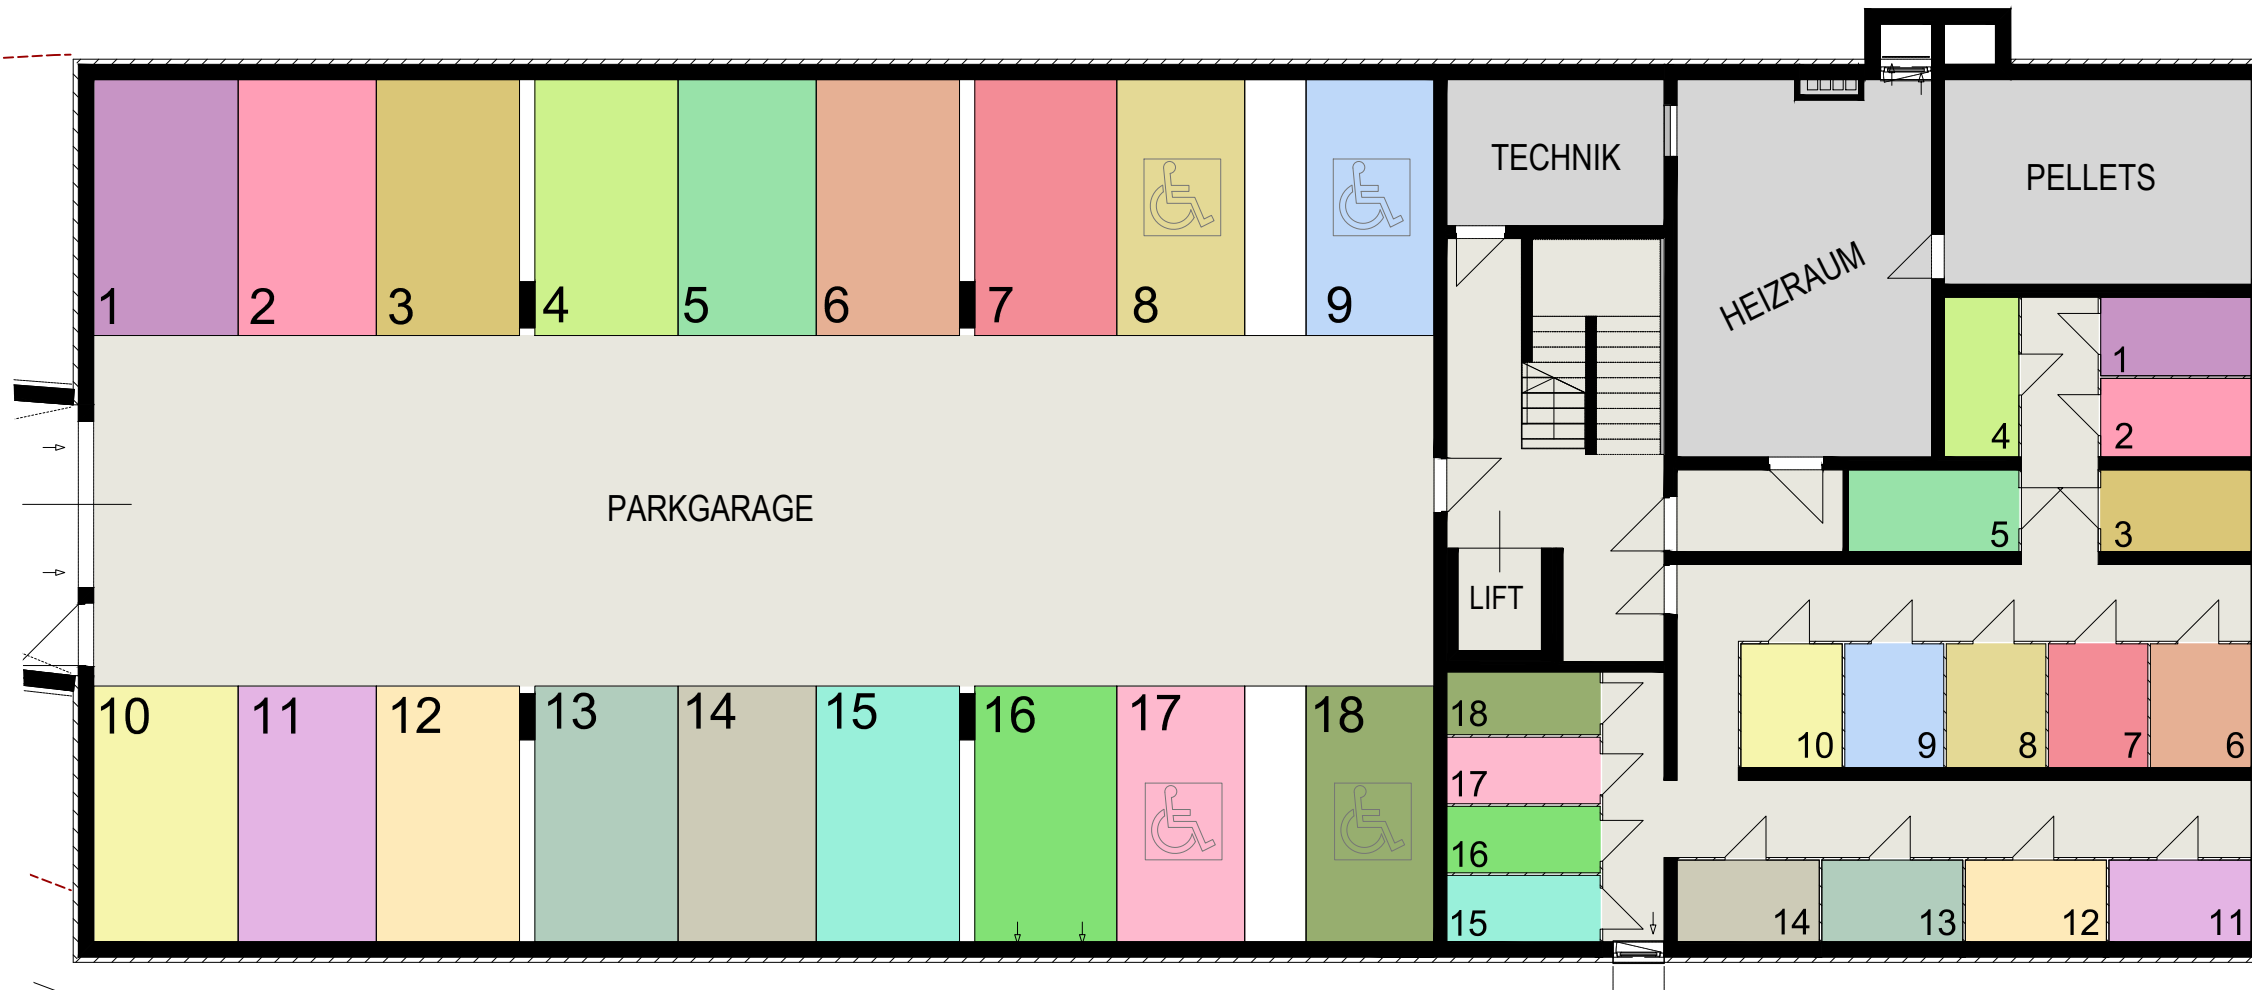 1 2 3 4 5 6 7 8 9
TECHNIK
HEIZRAUM
PELLETS
1
4 2
PARKGARAGE
5 3
LIFT
10 11 12 13 14 15 16 17 18
18
17
16
15
10 9 8 7 6
14 13 12 11